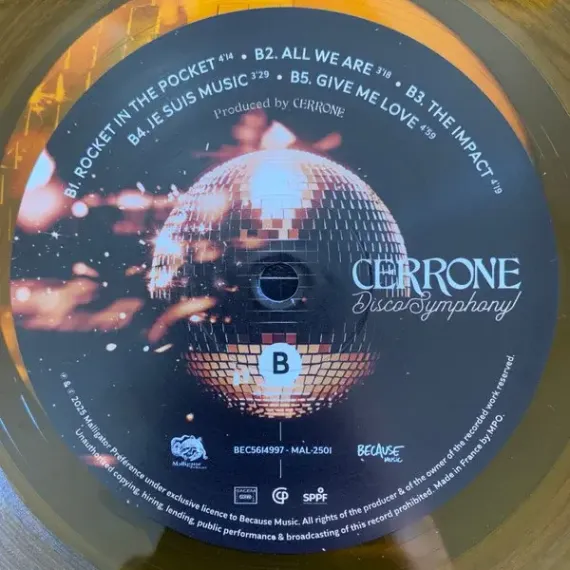 B1. ROCKET IN THE POCKET 4'14 • B2. ALL WE ARE 3'18 • B3. THE IMPACT 4'19
B4. JE SUIS MUSIC 3'29 • B5. GIVE ME LOVE 4'59
Produced by CERRONE
CERRONE
Disco Symphony
B
Malligator
BEC5614997 - MAL-2501
BECAUSE
MUSIC
SACEM
SDRM
SPPF
℗ & © 2025 Malligator Preference under exclusive licence to Because Music. All rights of the producer & of the owner of the recorded work reserved.
Unauthorised copying, hiring, lending, public performance & broadcasting of this record prohibited. Made in France by MPO.